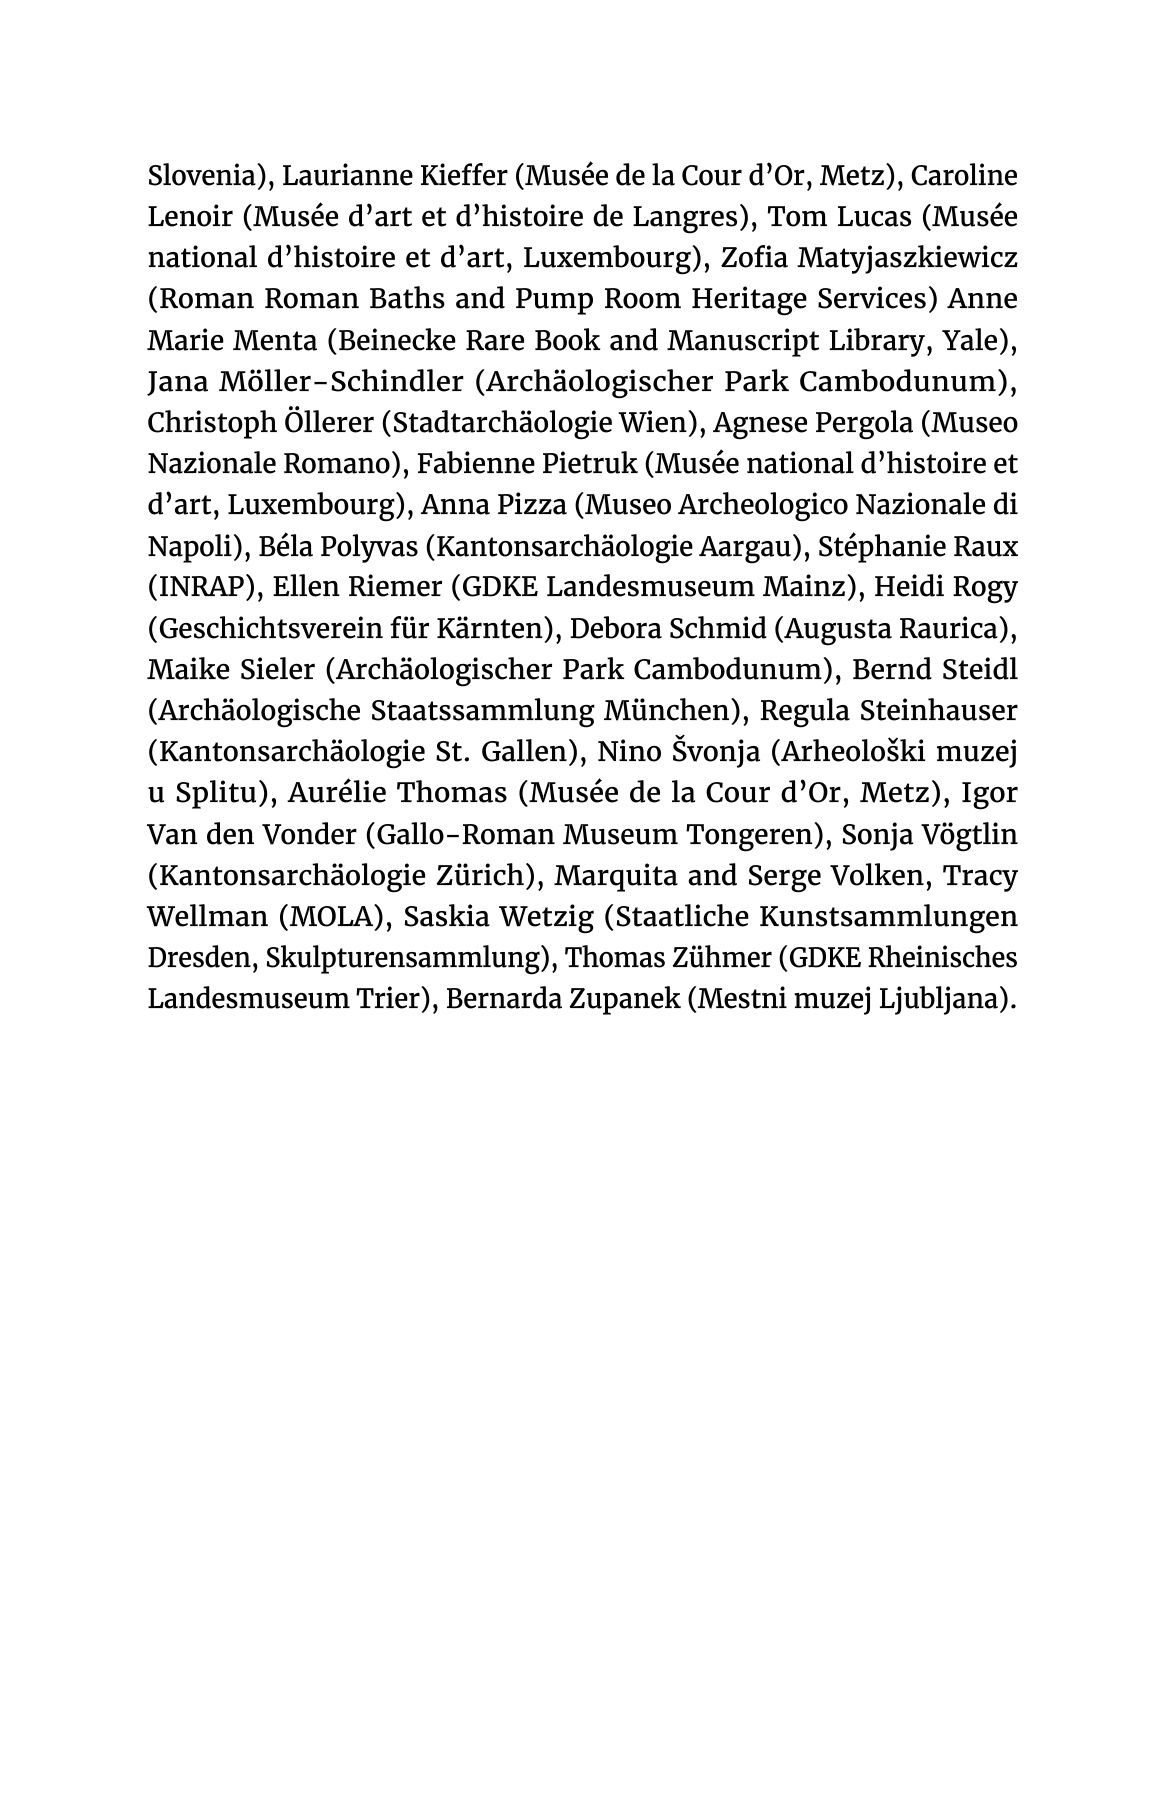 Slovenia), Laurianne Kieffer (Musée de la Cour d’Or, Metz), Caroline
Lenoir (Musée d’art et d’histoire de Langres), Tom Lucas (Musée
national d’histoire et d’art, Luxembourg), Zofia Matyjaszkiewicz
(Roman Roman Baths and Pump Room Heritage Services) Anne
Marie Menta (Beinecke Rare Book and Manuscript Library, Yale),
Jana Möller-Schindler (Archäologischer Park Cambodunum),
Christoph Öllerer (Stadtarchäologie Wien), Agnese Pergola (Museo
Nazionale Romano), Fabienne Pietruk (Musée national d’histoire et
d’art, Luxembourg), Anna Pizza (Museo Archeologico Nazionale di
Napoli), Béla Polyvas (Kantonsarchäologie Aargau), Stéphanie Raux
(INRAP), Ellen Riemer (GDKE Landesmuseum Mainz), Heidi Rogy
(Geschichtsverein für Kärnten), Debora Schmid (Augusta Raurica),
Maike Sieler (Archäologischer Park Cambodunum), Bernd Steidl
(Archäologische Staatssammlung München), Regula Steinhauser
(Kantonsarchäologie St. Gallen), Nino Švonja (Arheološki muzej
u Splitu), Aurélie Thomas (Musée de la Cour d’Or, Metz), Igor
Van den Vonder (Gallo-Roman Museum Tongeren), Sonja Vögtlin
(Kantonsarchäologie Zürich), Marquita and Serge Volken, Tracy
Wellman (MOLA), Saskia Wetzig (Staatliche Kunstsammlungen
Dresden, Skulpturensammlung), Thomas Zühmer (GDKE Rheinisches
Landesmuseum Trier), Bernarda Zupanek (Mestni muzej Ljubljana).